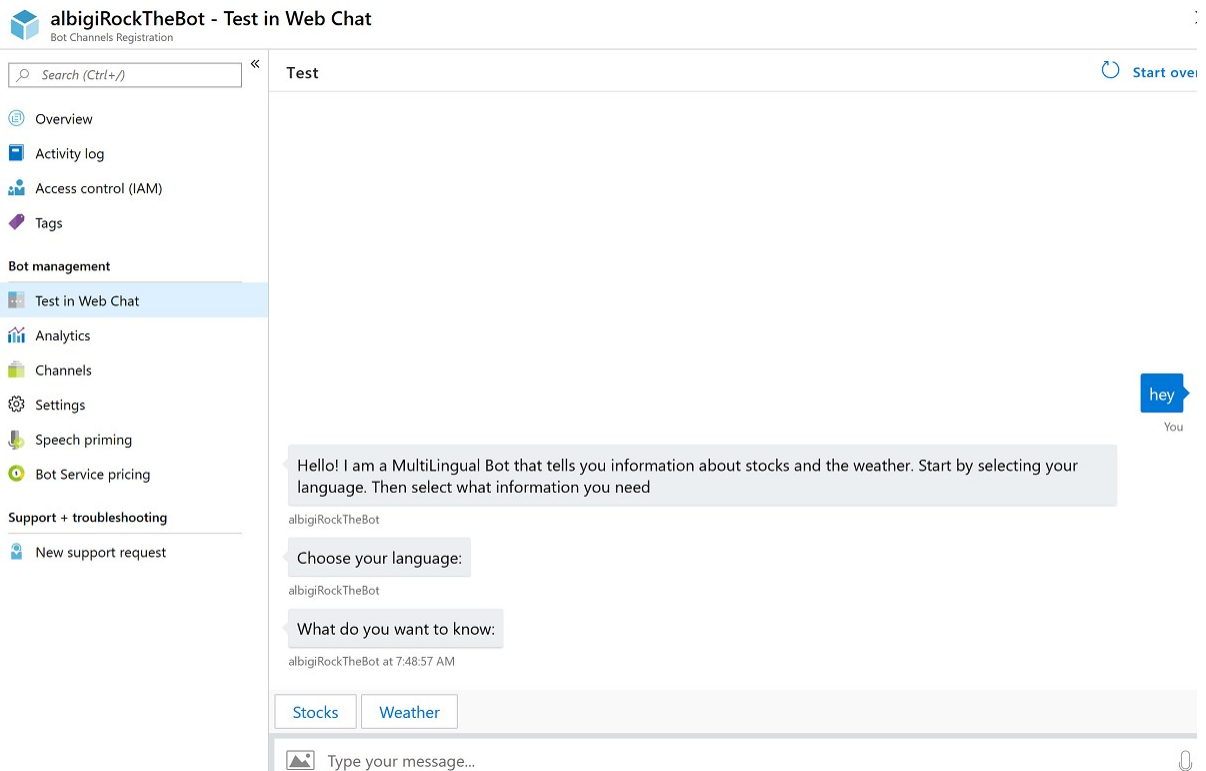 albigiRockTheBot - Test in Web Chat
Bot Channels Registration
Search (Ctrl+/)
«
Overview
Activity log
Access control (IAM)
Tags
Bot management
Test in Web Chat
Analytics
Channels
Settings
Speech priming
Bot Service pricing
Support + troubleshooting
New support request
Test
Start over
hey
You
Hello! I am a MultiLingual Bot that tells you information about stocks and the weather. Start by selecting your
language. Then select what information you need
albigiRockTheBot
Choose your language:
albigiRockTheBot
What do you want to know:
albigiRockTheBot at 7:48:57 AM
Stocks
Weather
Type your message...